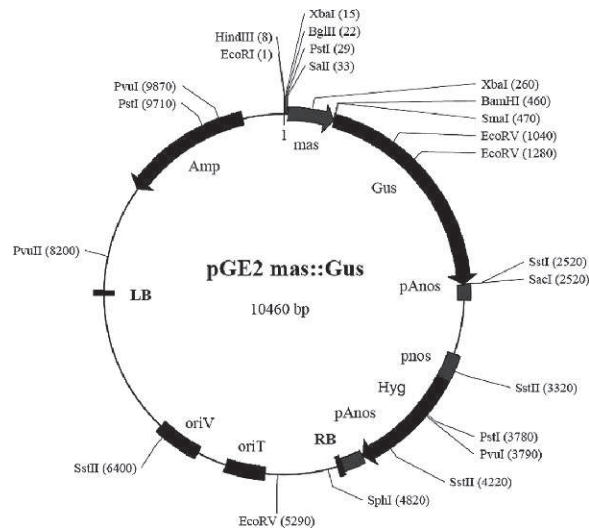 XbaI (15)
BglII (22)
PstI (29)
SalI (33)
HindIII (8)
EcoRI (1)
XbaI (260)
BamHI (460)
SmaI (470)
EcoRV (1040)
EcoRV (1280)
PvuI (9870)
PstI (9710)
1
mas
Amp
Gus
PvuII (8200)
pGE2 mas::Gus
10460 bp
LB
SstI (2520)
SacI (2520)
pAnos
pnos
SstII (3320)
Hyg
pAnos
PstI (3780)
PvuI (3790)
RB
oriV
oriT
SstII (4220)
SstII (6400)
SphI (4820)
EcoRV (5290)